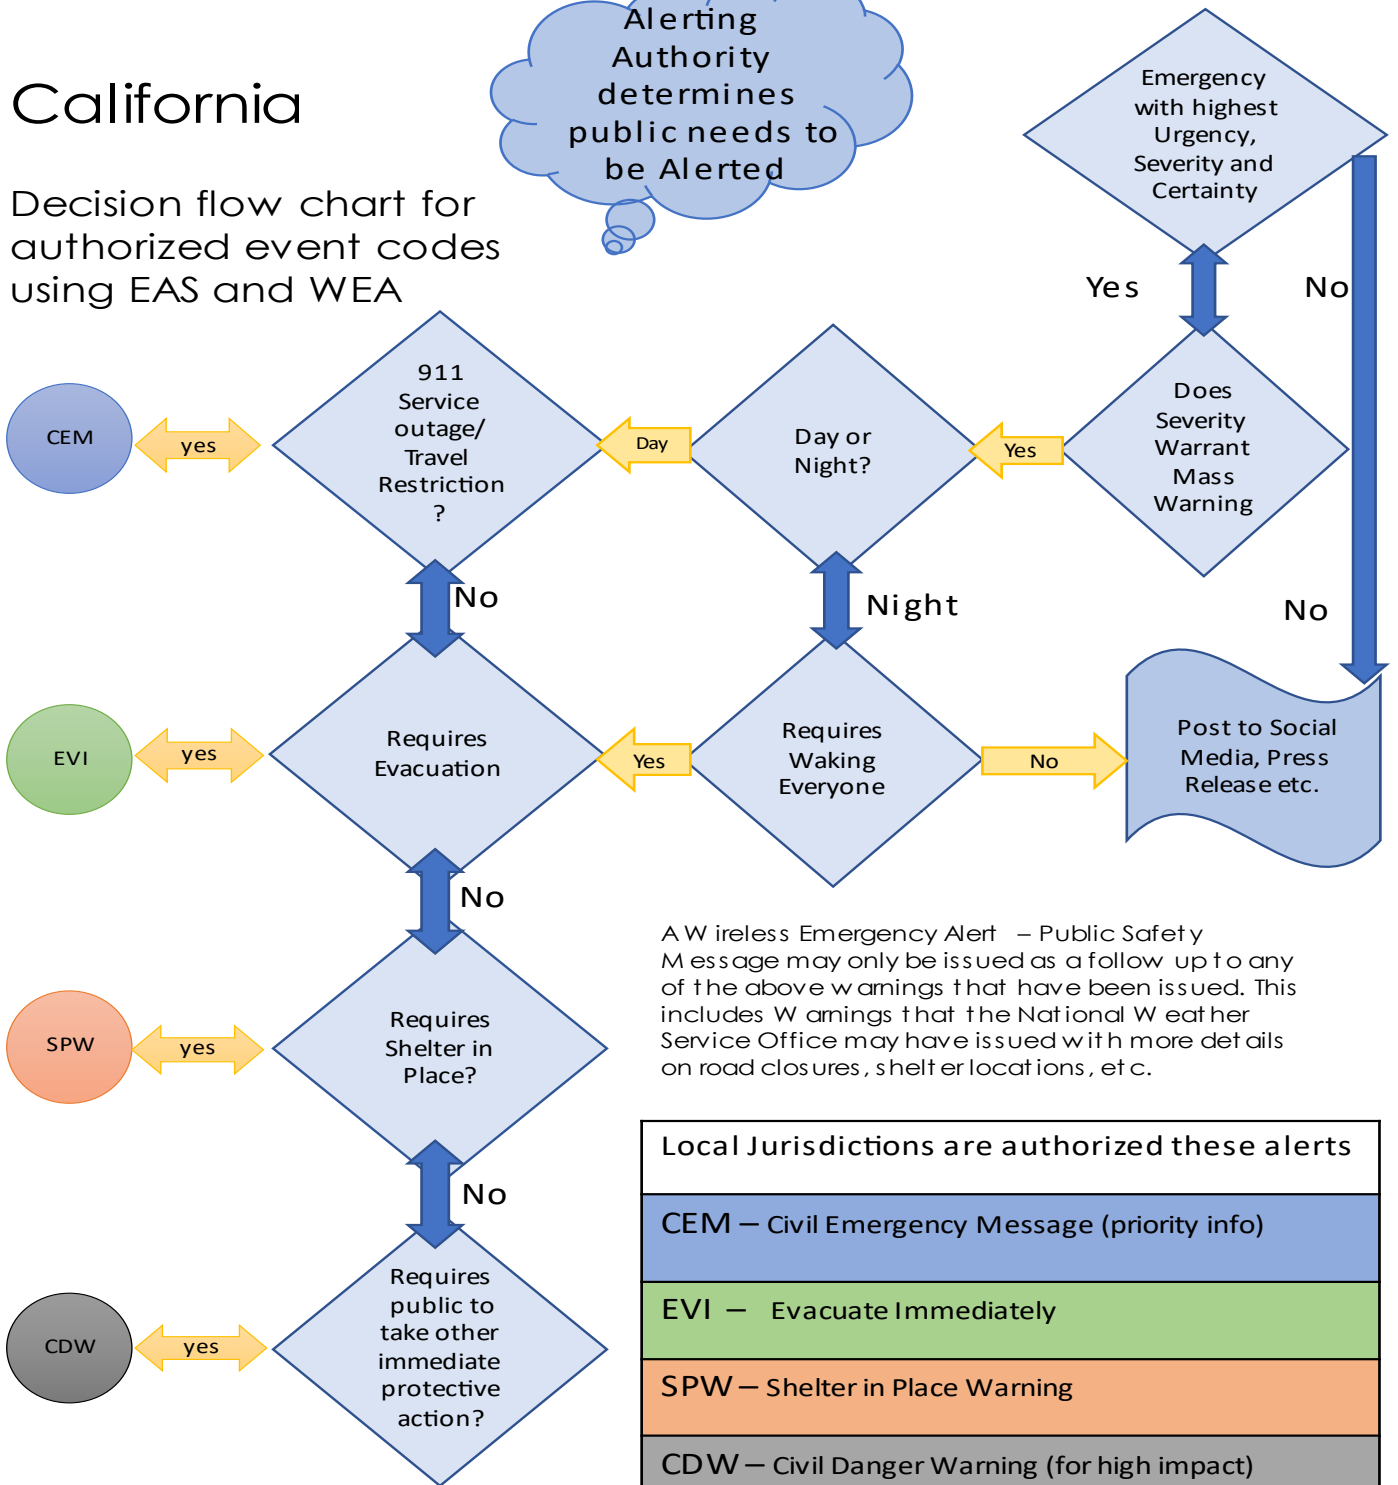 Alerting
Authority
determines
public needs to
be Alerted
California
Decision flow chart for
authorized event codes
using EAS and WEA
Emergency
with highest
Urgency,
Severity and
Certainty
Yes
No
CEM
yes
911
Service
outage/
Travel
Restriction
?
Day
Day or
Night?
Yes
Does
Severity
Warrant
Mass
Warning
No
Night
No
EVI
yes
Requires
Evacuation
Yes
Requires
Waking
Everyone
No
Post to Social
Media, Press
Release etc.
No
SPW
yes
Requires
Shelter in
Place?
A Wireless Emergency Alert – Public Safety
Message may only be issued as a follow up to any
of the above warnings that have been issued. This
includes Warnings that the National Weather
Service Office may have issued with more details
on road closures, shelter locations, etc.
No
CDW
yes
Requires
public to
take other
immediate
protective
action?
Local Jurisdictions are authorized these alerts
CEM – Civil Emergency Message (priority info)
EVI – Evacuate Immediately
SPW – Shelter in Place Warning
CDW – Civil Danger Warning (for high impact)